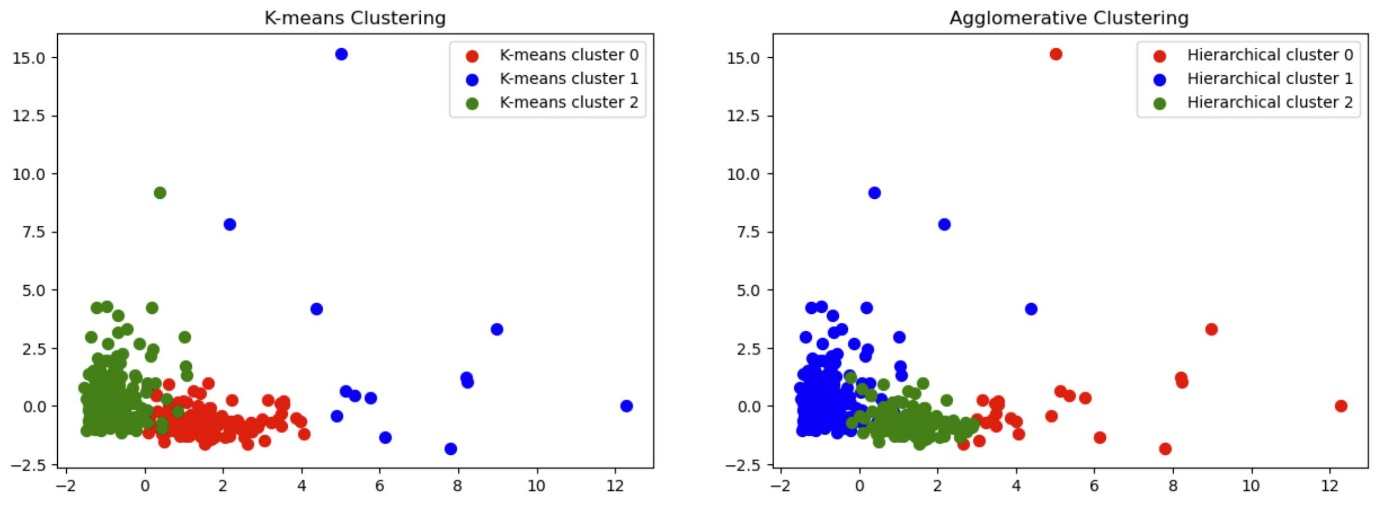 K-means Clustering
K-means cluster 0
K-means cluster 1
K-means cluster 2
15.0
12.5
10.0
7.5
5.0
2.5
0.0
−2.5
−2 0 2 4 6 8 10 12
Agglomerative Clustering
Hierarchical cluster 0
Hierarchical cluster 1
Hierarchical cluster 2
15.0
12.5
10.0
7.5
5.0
2.5
0.0
−2.5
−2 0 2 4 6 8 10 12